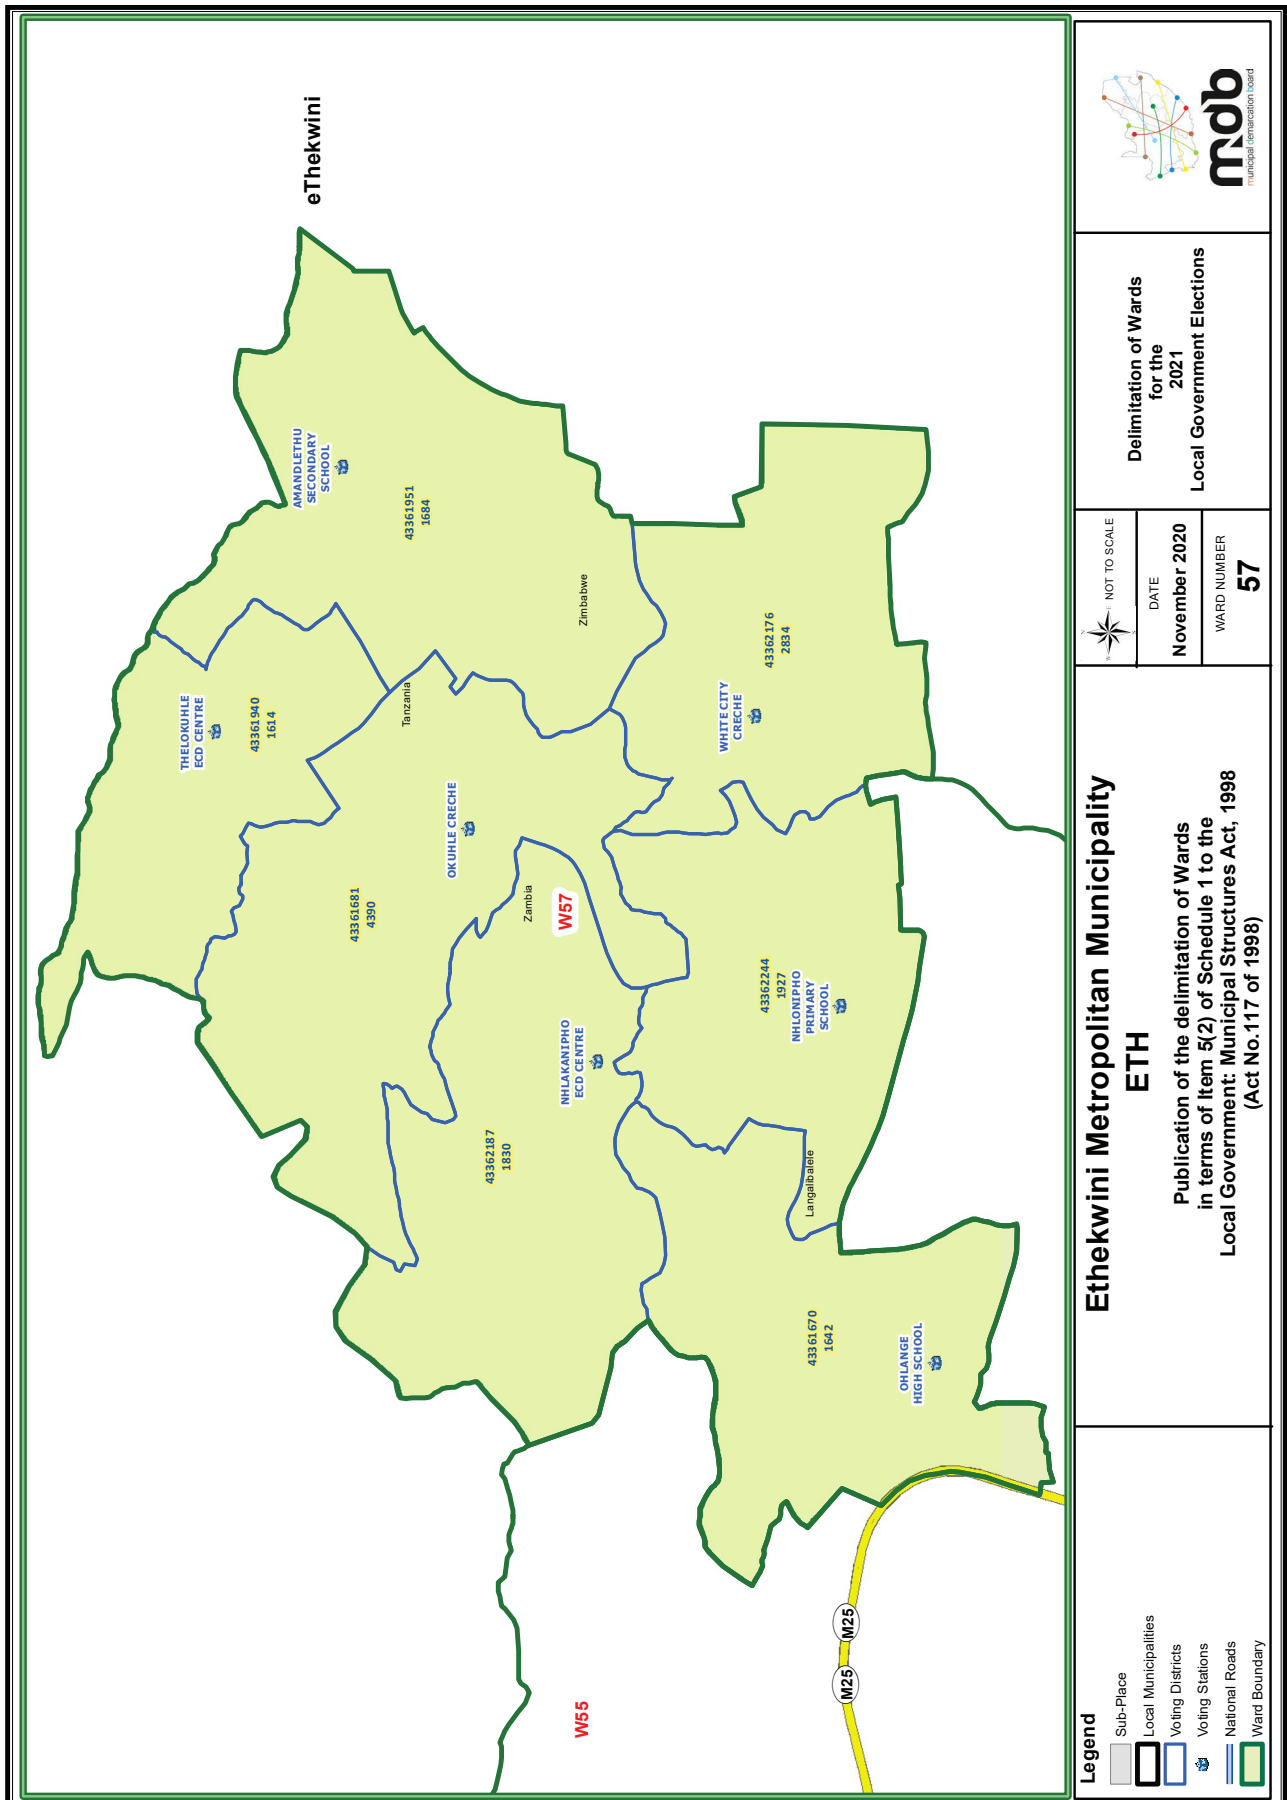 eThekwini
AMANDLETHU
SECONDARY
SCHOOL
43361951
1684
Zimbabwe
THELOKUHLE
ECD CENTRE
43361940
1614
Tanzania
OKUHLE CRECHE
43361681
4390
Zambia
W57
WHITE CITY
CRECHE
43362176
2834
43362244
1927
NHLONIPHO
PRIMARY
SCHOOL
NHLAKANIPHO
ECD CENTRE
43362187
1830
Langalibalele
43361670
1642
OHLANGE
HIGH SCHOOL
M25
M25
W55
Legend
Sub-Place
Local Municipalities
Voting Districts
Voting Stations
National Roads
Ward Boundary
Ethekwini Metropolitan Municipality
ETH
Publication of the delimitation of Wards
in terms of Item 5(2) of Schedule 1 to the
Local Government: Municipal Structures Act, 1998
(Act No.117 of 1998)
N
W
E
S
NOT TO SCALE
DATE
November 2020
WARD NUMBER
57
Delimitation of Wards
for the
2021
Local Government Elections
mdb
municipal demarcation board